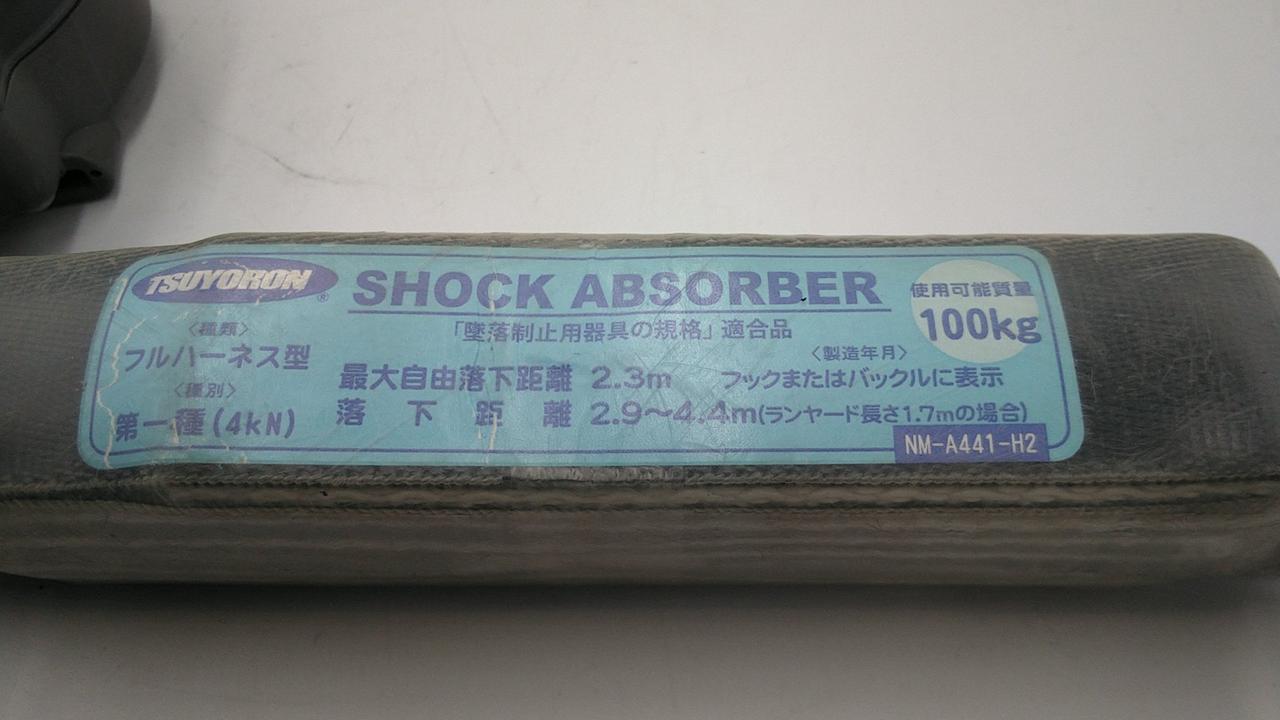 TSUYORON®
SHOCK ABSORBER
使用可能質量
100kg
〈種類〉
フルハーネス型
〈種別〉
第一種(4kN)
「墜落制止用器具の規格」適合品
〈製造年月〉
最大自由落下距離 2.3m フックまたはバックルに表示
落下距離 2.9～4.4m(ランヤード長さ1.7mの場合)
NM-A441-H2